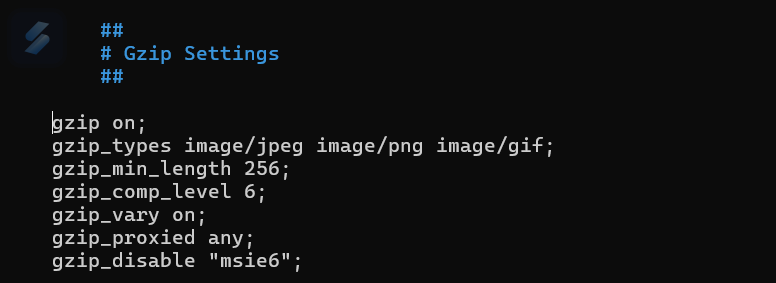 ##
# Gzip Settings
##
gzip on;
gzip_types image/jpeg image/png image/gif;
gzip_min_length 256;
gzip_comp_level 6;
gzip_vary on;
gzip_proxied any;
gzip_disable "msie6";